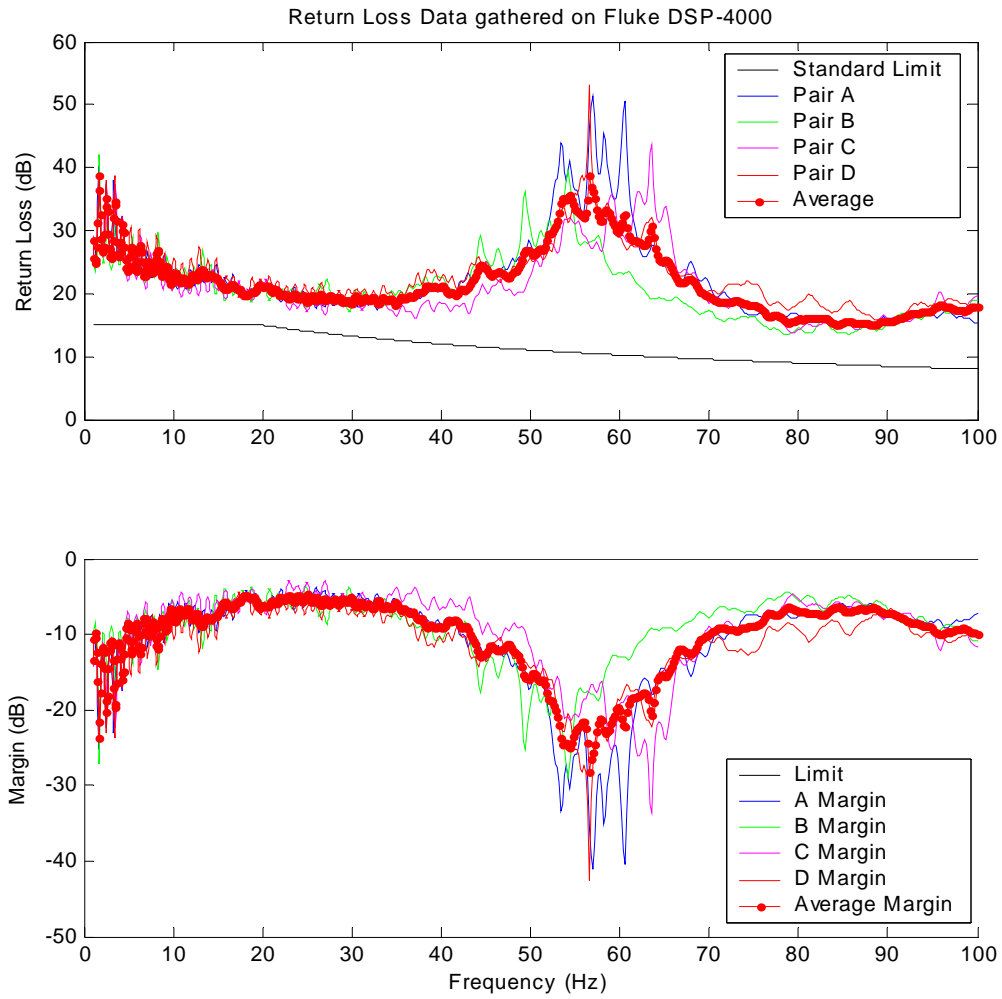 Return Loss Data gathered on Fluke DSP-4000
Return Loss (dB)
60
50
40
30
20
10
0
Standard Limit
Pair A
Pair B
Pair C
Pair D
Average
0 10 20 30 40 50 60 70 80 90 100
Margin (dB)
0
-10
-20
-30
-40
-50
Limit
A Margin
B Margin
C Margin
D Margin
Average Margin
0 10 20 30 40 50 60 70 80 90 100
Frequency (Hz)